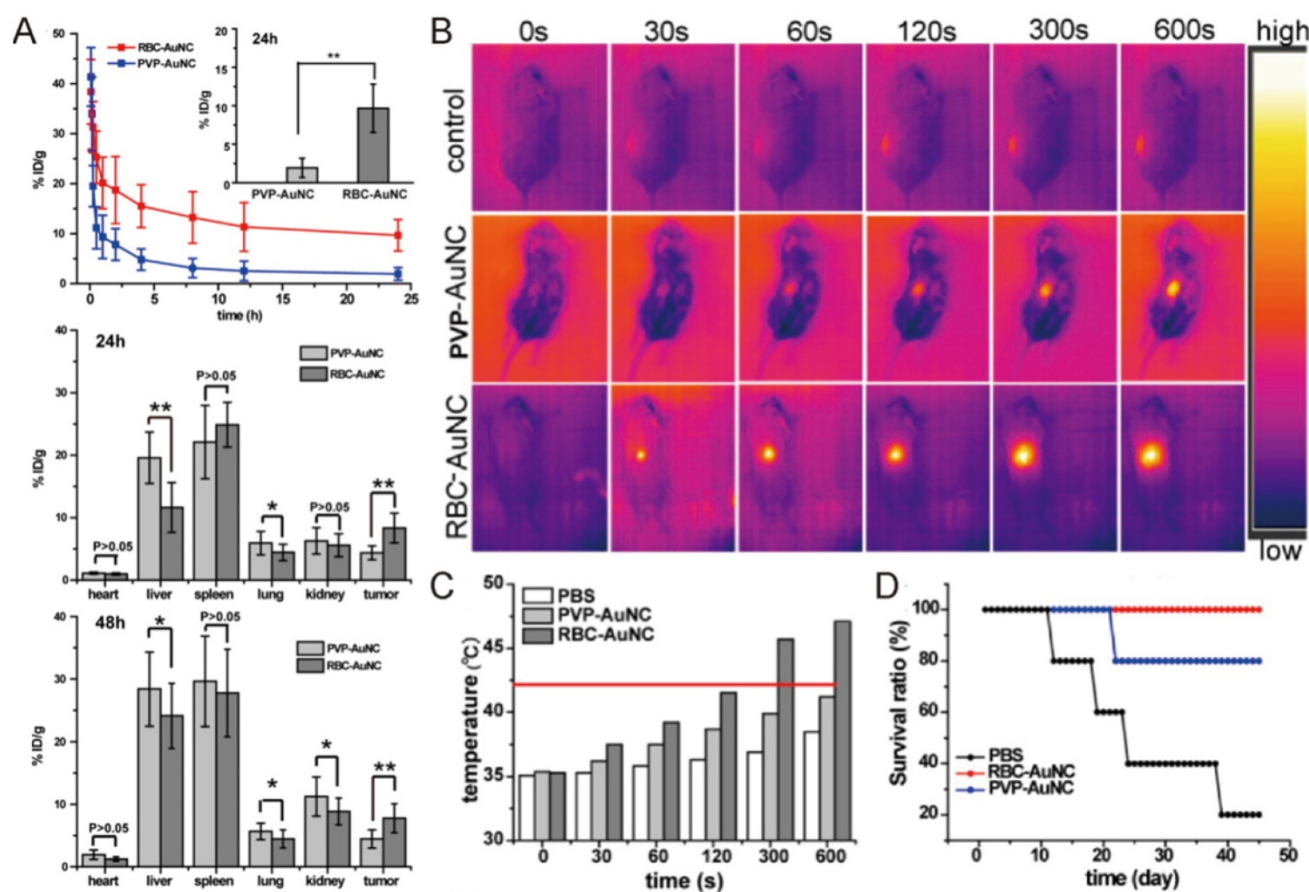 A
50
40
30
20
10
0
% ID/g
RBC-AuNC
PVP-AuNC
0 5 10 15 20 25
time (h)
24h
**
20
15
10
5
0
% ID/g
PVP-AuNC RBC-AuNC
24h
40
30
20
10
0
% ID/g
PVP-AuNC
RBC-AuNC
P>0.05
**
P>0.05
*
P>0.05
**
heart liver spleen lung kidney tumor
48h
40
30
20
10
0
% ID/g
PVP-AuNC
RBC-AuNC
P>0.05
*
P>0.05
*
*
**
heart liver spleen lung kidney tumor
B
0s 30s 60s 120s 300s 600s
high
control
PVP-AuNC
RBC-AuNC
low
C
50
45
40
35
30
temperature (°C)
PBS
PVP-AuNC
RBC-AuNC
0 30 60 120 300 600
time (s)
D
100
80
60
40
20
Survival ratio (%)
PBS
RBC-AuNC
PVP-AuNC
0 10 20 30 40 50
time (day)